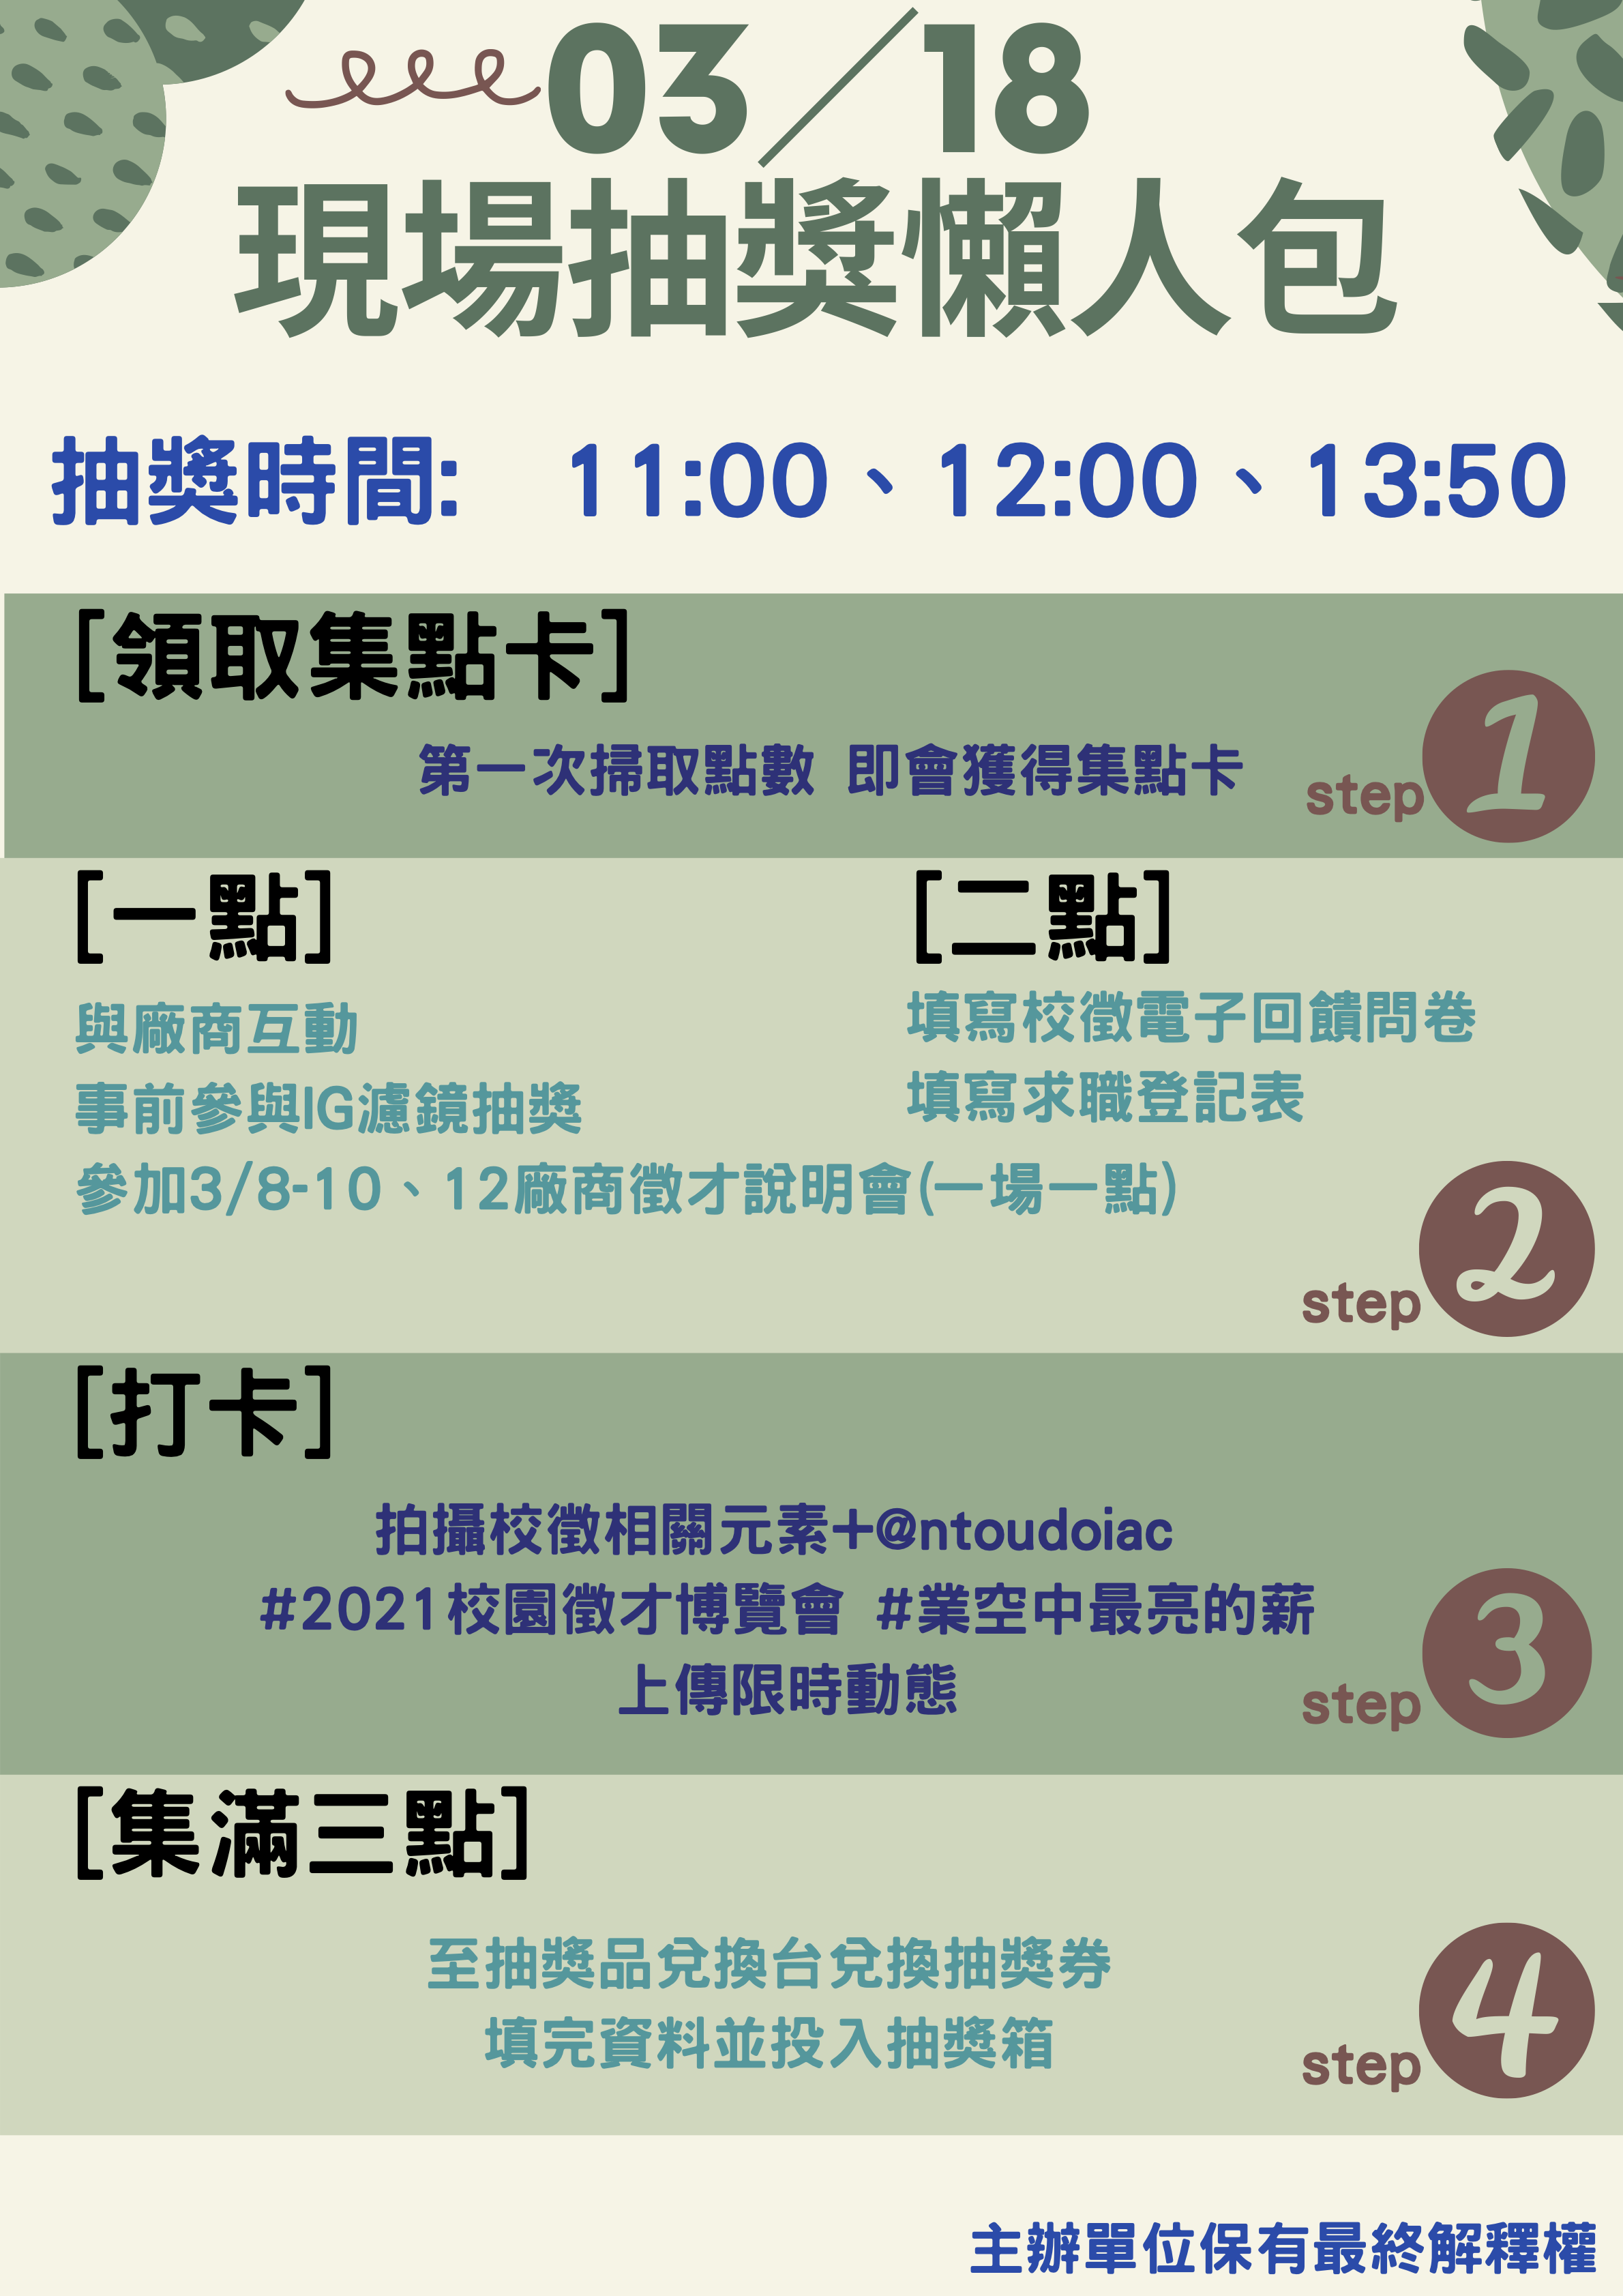 03/18
現場抽獎懶人包
抽獎時間: 11:00、12:00、13:50
[領取集點卡]
第一次掃取點數 即會獲得集點卡
step 1
[一點]
與廠商互動
事前參與IG濾鏡抽獎
參加3/8-10、12廠商徵才說明會(一場一點)
[二點]
填寫校徵電子回饋問卷
填寫求職登記表
step 2
[打卡]
拍攝校徵相關元素+@ntoudoiac
#2021校園徵才博覽會 #業空中最亮的薪
上傳限時動態
step 3
[集滿三點]
至抽獎品兌換台兌換抽獎券
填完資料並投入抽獎箱
step 4
主辦單位保有最終解釋權